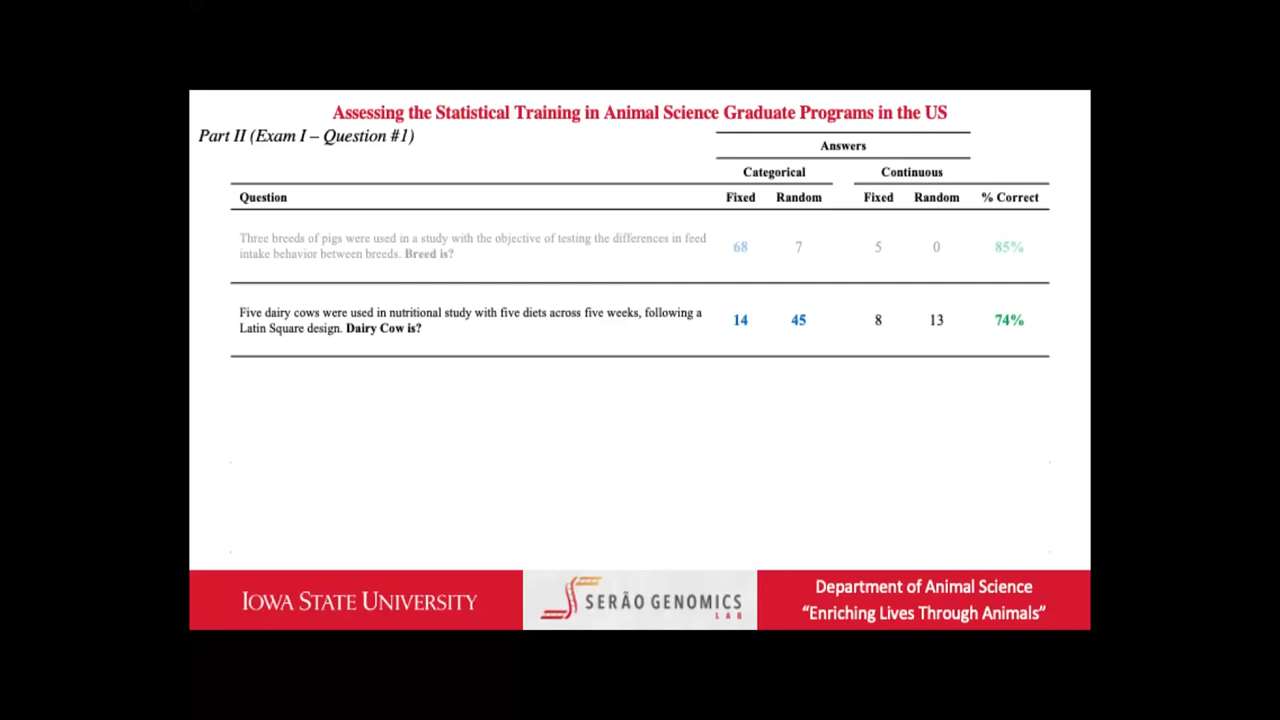 Assessing the Statistical Training in Animal Science Graduate Programs in the US
Part II (Exam I – Question #1)
Answers
Categorical Continuous
Question Fixed Random Fixed Random % Correct
Three breeds of pigs were used in a study with the objective of testing the differences in feed
intake behavior between breeds. Breed is? 68 7 5 0 85%
Five dairy cows were used in nutritional study with five diets across five weeks, following a
Latin Square design. Dairy Cow is? 14 45 8 13 74%
IOWA STATE UNIVERSITY
SERÃO GENOMICS
LAB
Department of Animal Science
“Enriching Lives Through Animals”